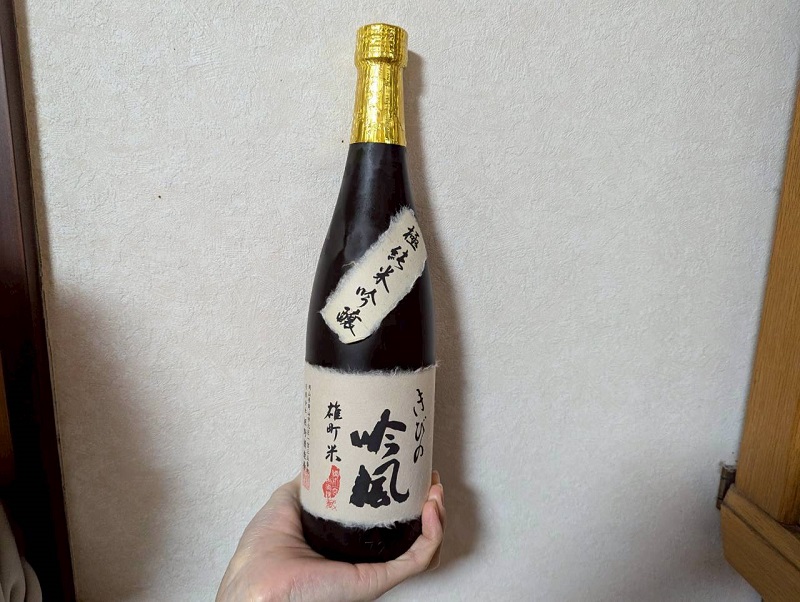 極 純米吟醸
きびの
吟風
雄町米